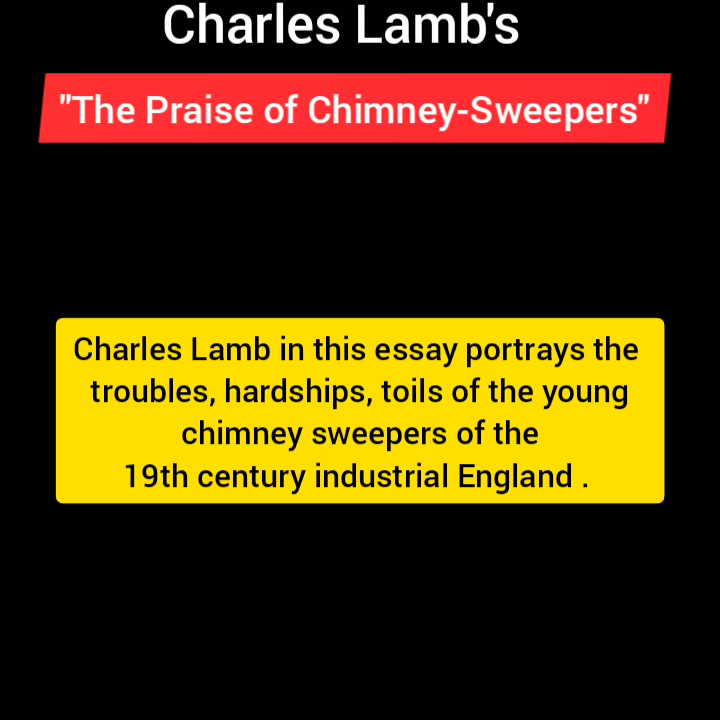 Charles Lamb's
"The Praise of Chimney-Sweepers"
Charles Lamb in this essay portrays the
troubles, hardships, toils of the young
chimney sweepers of the
19th century industrial England .